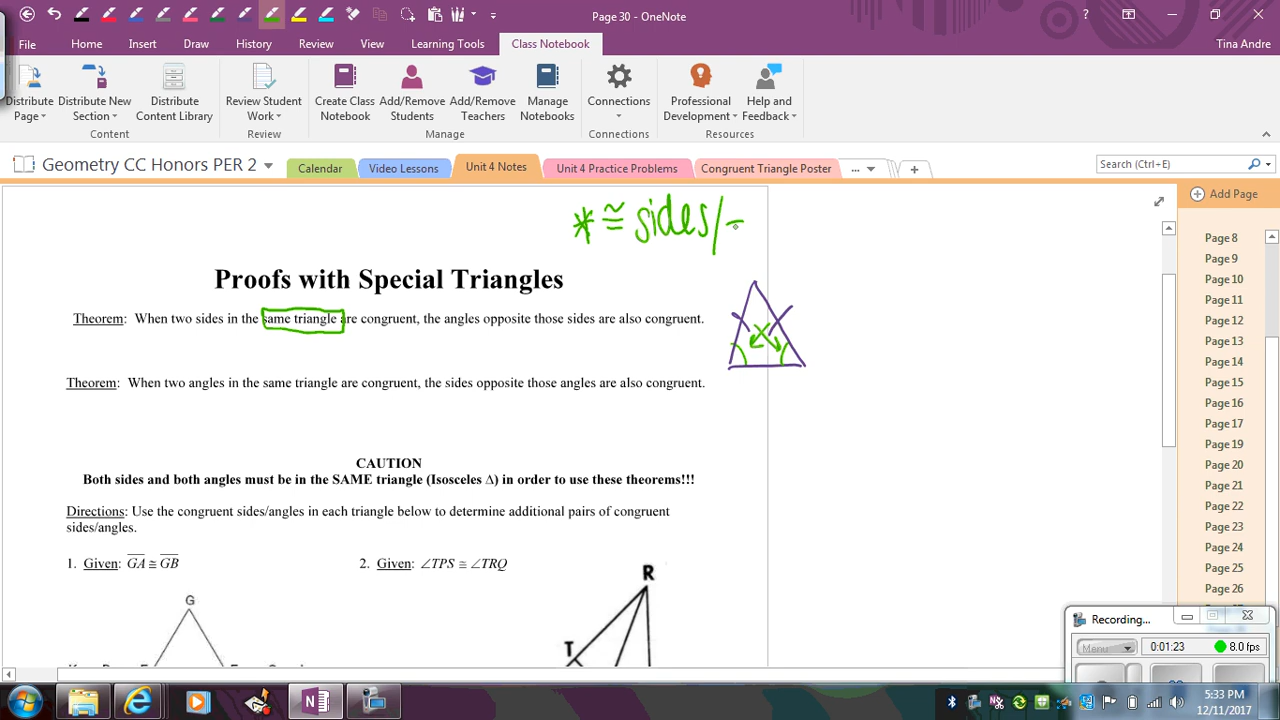 Page 30 - OneNote
?
File Home Insert Draw History Review View Learning Tools Class Notebook Tina Andre
Distribute Page Distribute New Section Distribute Content Library Review Student Work Create Class Notebook Add/Remove Students Add/Remove Teachers Manage Notebooks Connections Professional Development Help and Feedback
Content Review Manage Connections Resources
Geometry CC Honors PER 2 Calendar Video Lessons Unit 4 Notes Unit 4 Practice Problems Congruent Triangle Poster ... + Search (Ctrl+E)
Add Page
* ≅ sides/
Page 8
Page 9
Page 10
Page 11
Page 12
Page 13
Page 14
Page 15
Page 16
Page 17
Page 19
Page 20
Page 21
Page 22
Page 23
Page 24
Page 25
Page 26
Proofs with Special Triangles
Theorem: When two sides in the same triangle are congruent, the angles opposite those sides are also congruent.
Theorem: When two angles in the same triangle are congruent, the sides opposite those angles are also congruent.
CAUTION
Both sides and both angles must be in the SAME triangle (Isosceles Δ) in order to use these theorems!!!
Directions: Use the congruent sides/angles in each triangle below to determine additional pairs of congruent
sides/angles.
1. Given: GA ≅ GB 2. Given: ∠TPS ≅ ∠TRQ
G
R
T
Recording...
Menu 0:01:23 8.0 fps
5:33 PM
12/11/2017